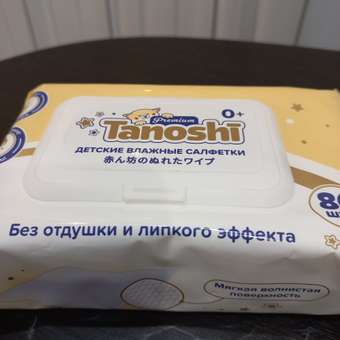 Premium
Tanoshi
0+
ДЕТСКИЕ ВЛАЖНЫЕ САЛФЕТКИ
赤ん坊のぬれたワイプ
Без отдушки и липкого эффекта
Мягкая волнистая
поверхность